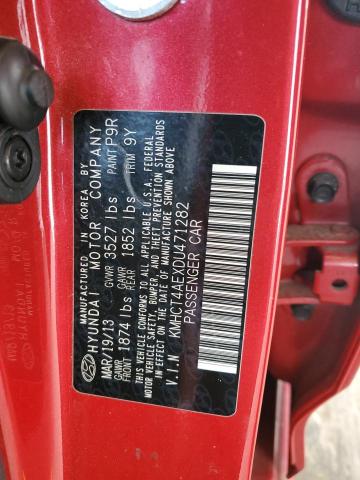 MADE IN KOREA BY
HYUNDAI MOTOR COMPANY
MAR/19/13 GVWR 3527 lbs PAINT P9R
GAWR FRONT 1874 lbs GAWR REAR 1852 lbs TRIM 9Y
THIS VEHICLE CONFORMS TO ALL APPLICABLE U.S.A. FEDERAL
MOTOR VEHICLE SAFETY, BUMPER, AND THEFT PREVENTION
STANDARDS IN EFFECT ON THE DATE OF MANUFACTURE SHOWN ABOVE
V.I.N KMHCT4AEXDU471282
PASSENGER CAR